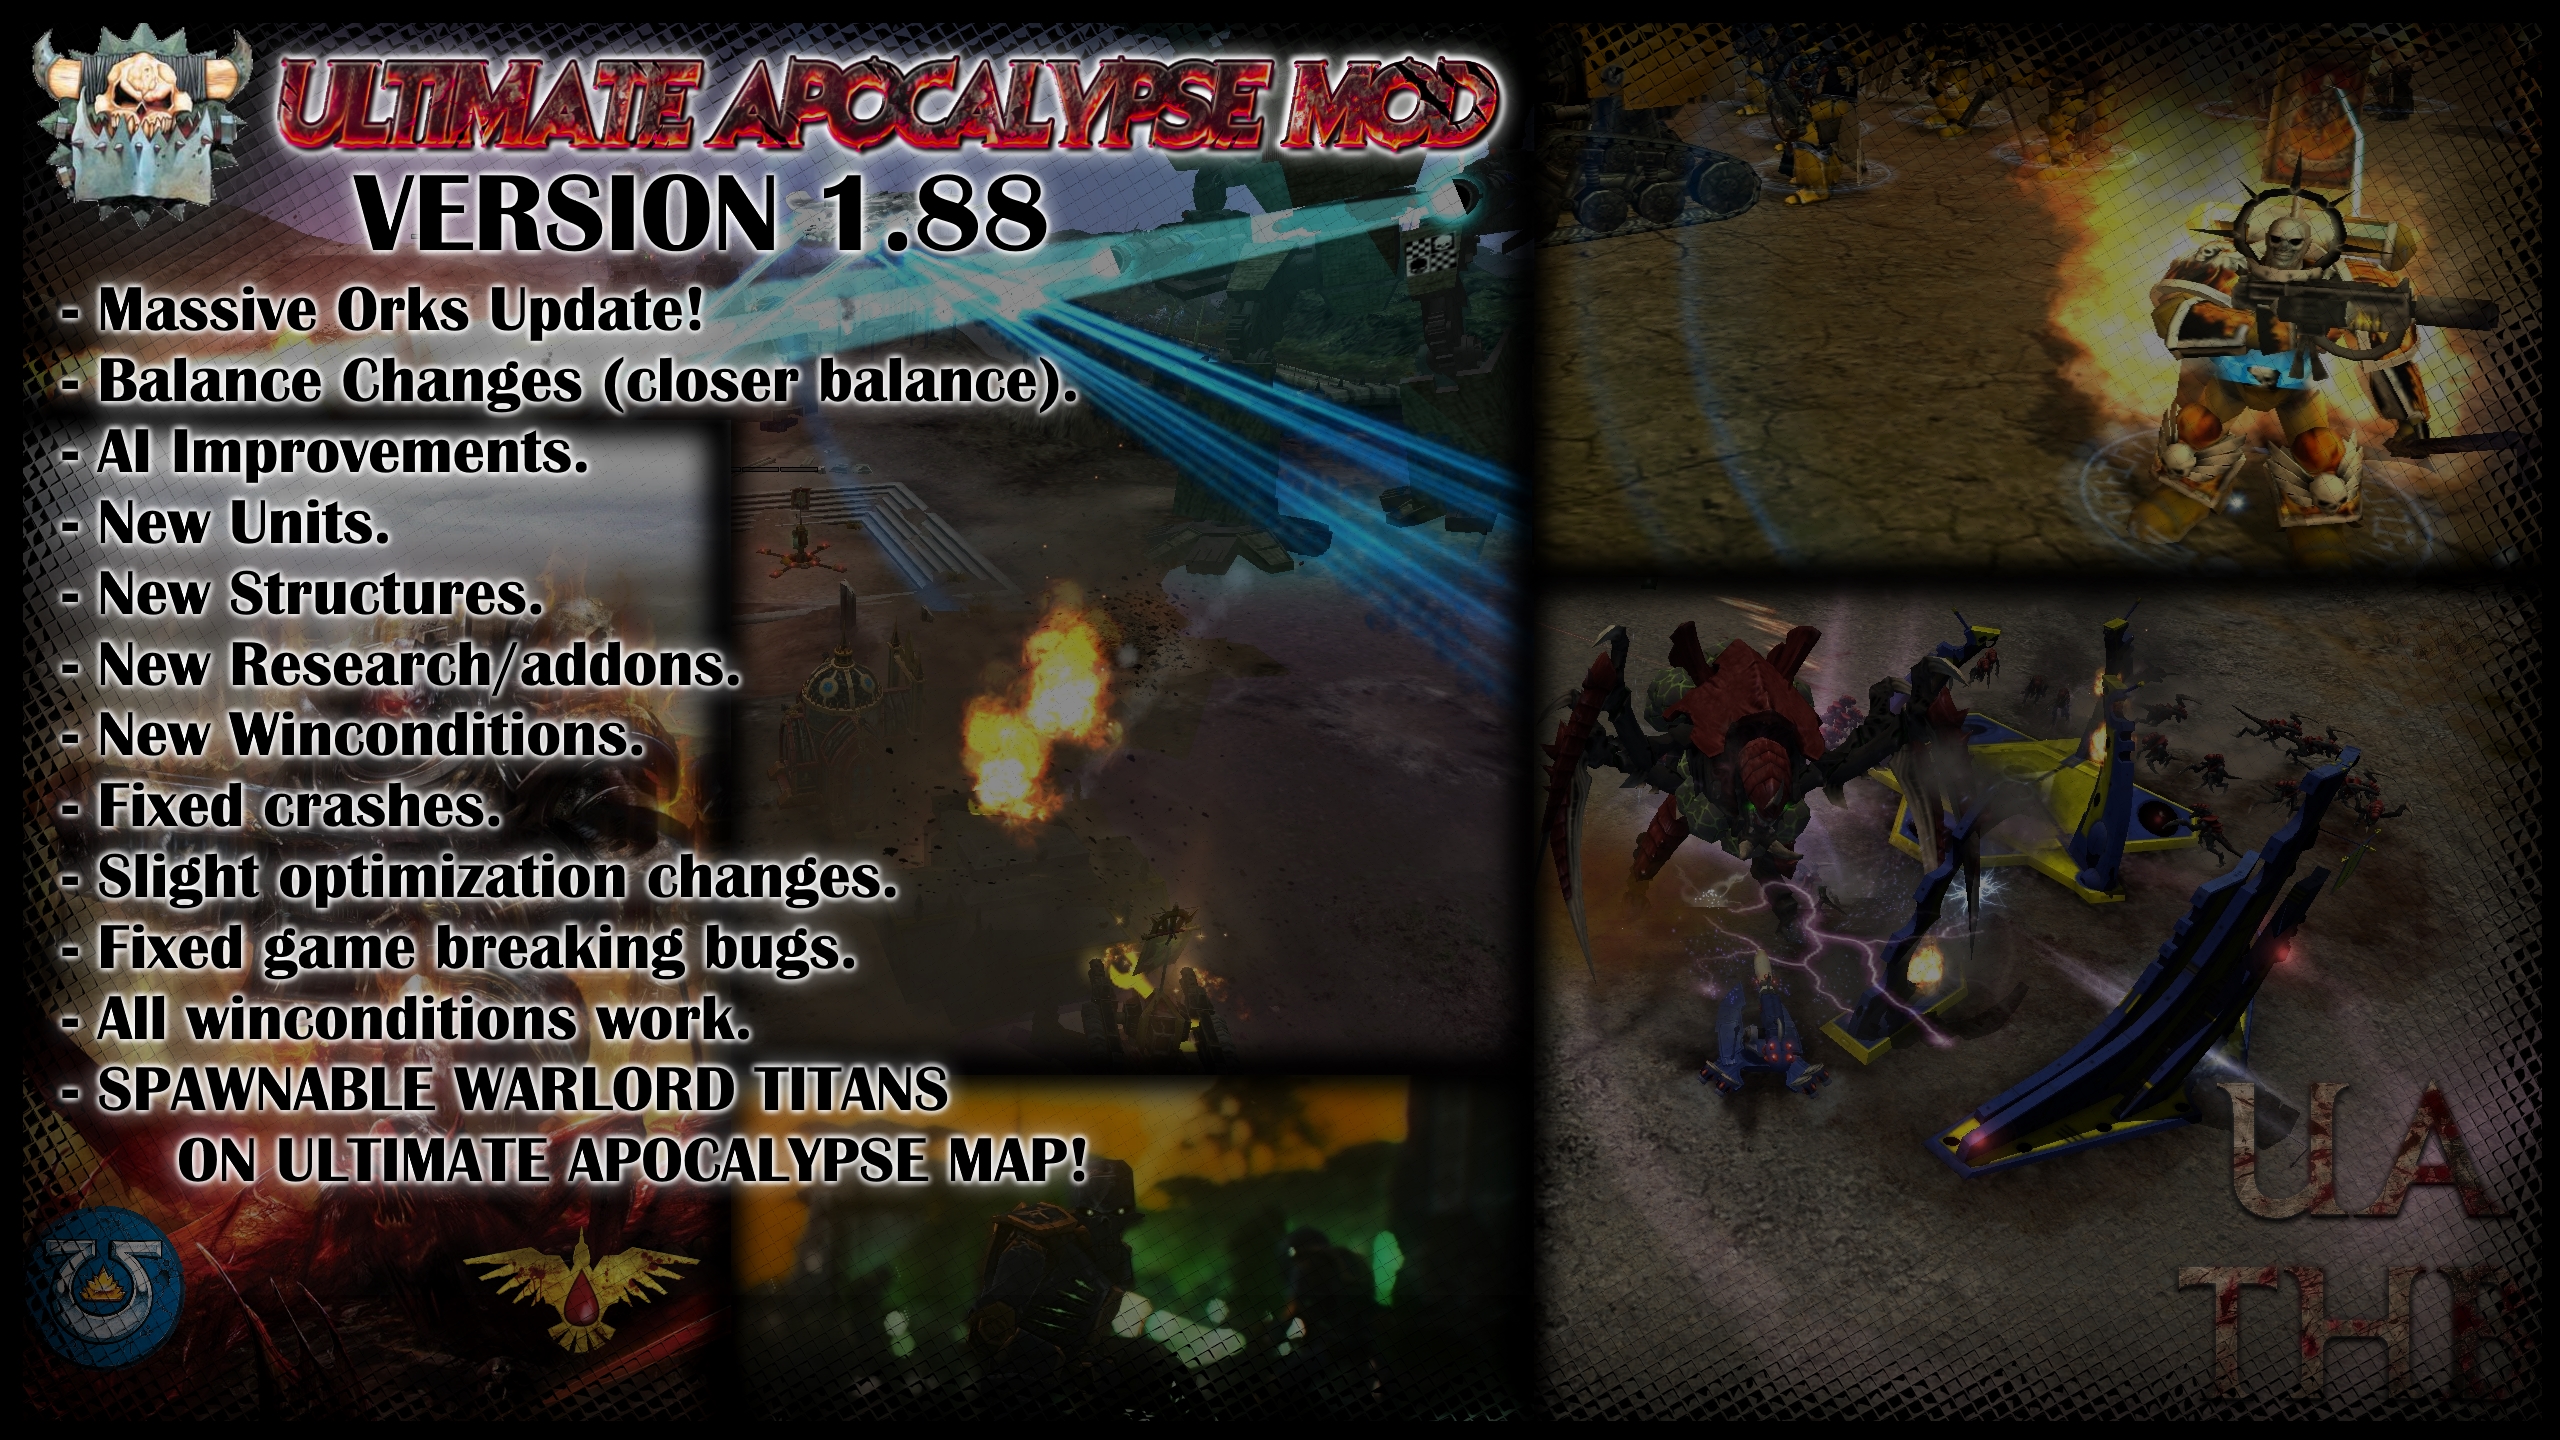 ULTIMATE APOCALYPSE MOD
VERSION 1.88
- Massive Orks Update!
- Balance Changes (closer balance).
- AI Improvements.
- New Units.
- New Structures.
- New Research/addons.
- New Winconditions.
- Fixed crashes.
- Slight optimization changes.
- Fixed game breaking bugs.
- All winconditions work.
- SPAWNABLE WARLORD TITANS
ON ULTIMATE APOCALYPSE MAP!
UA
THB